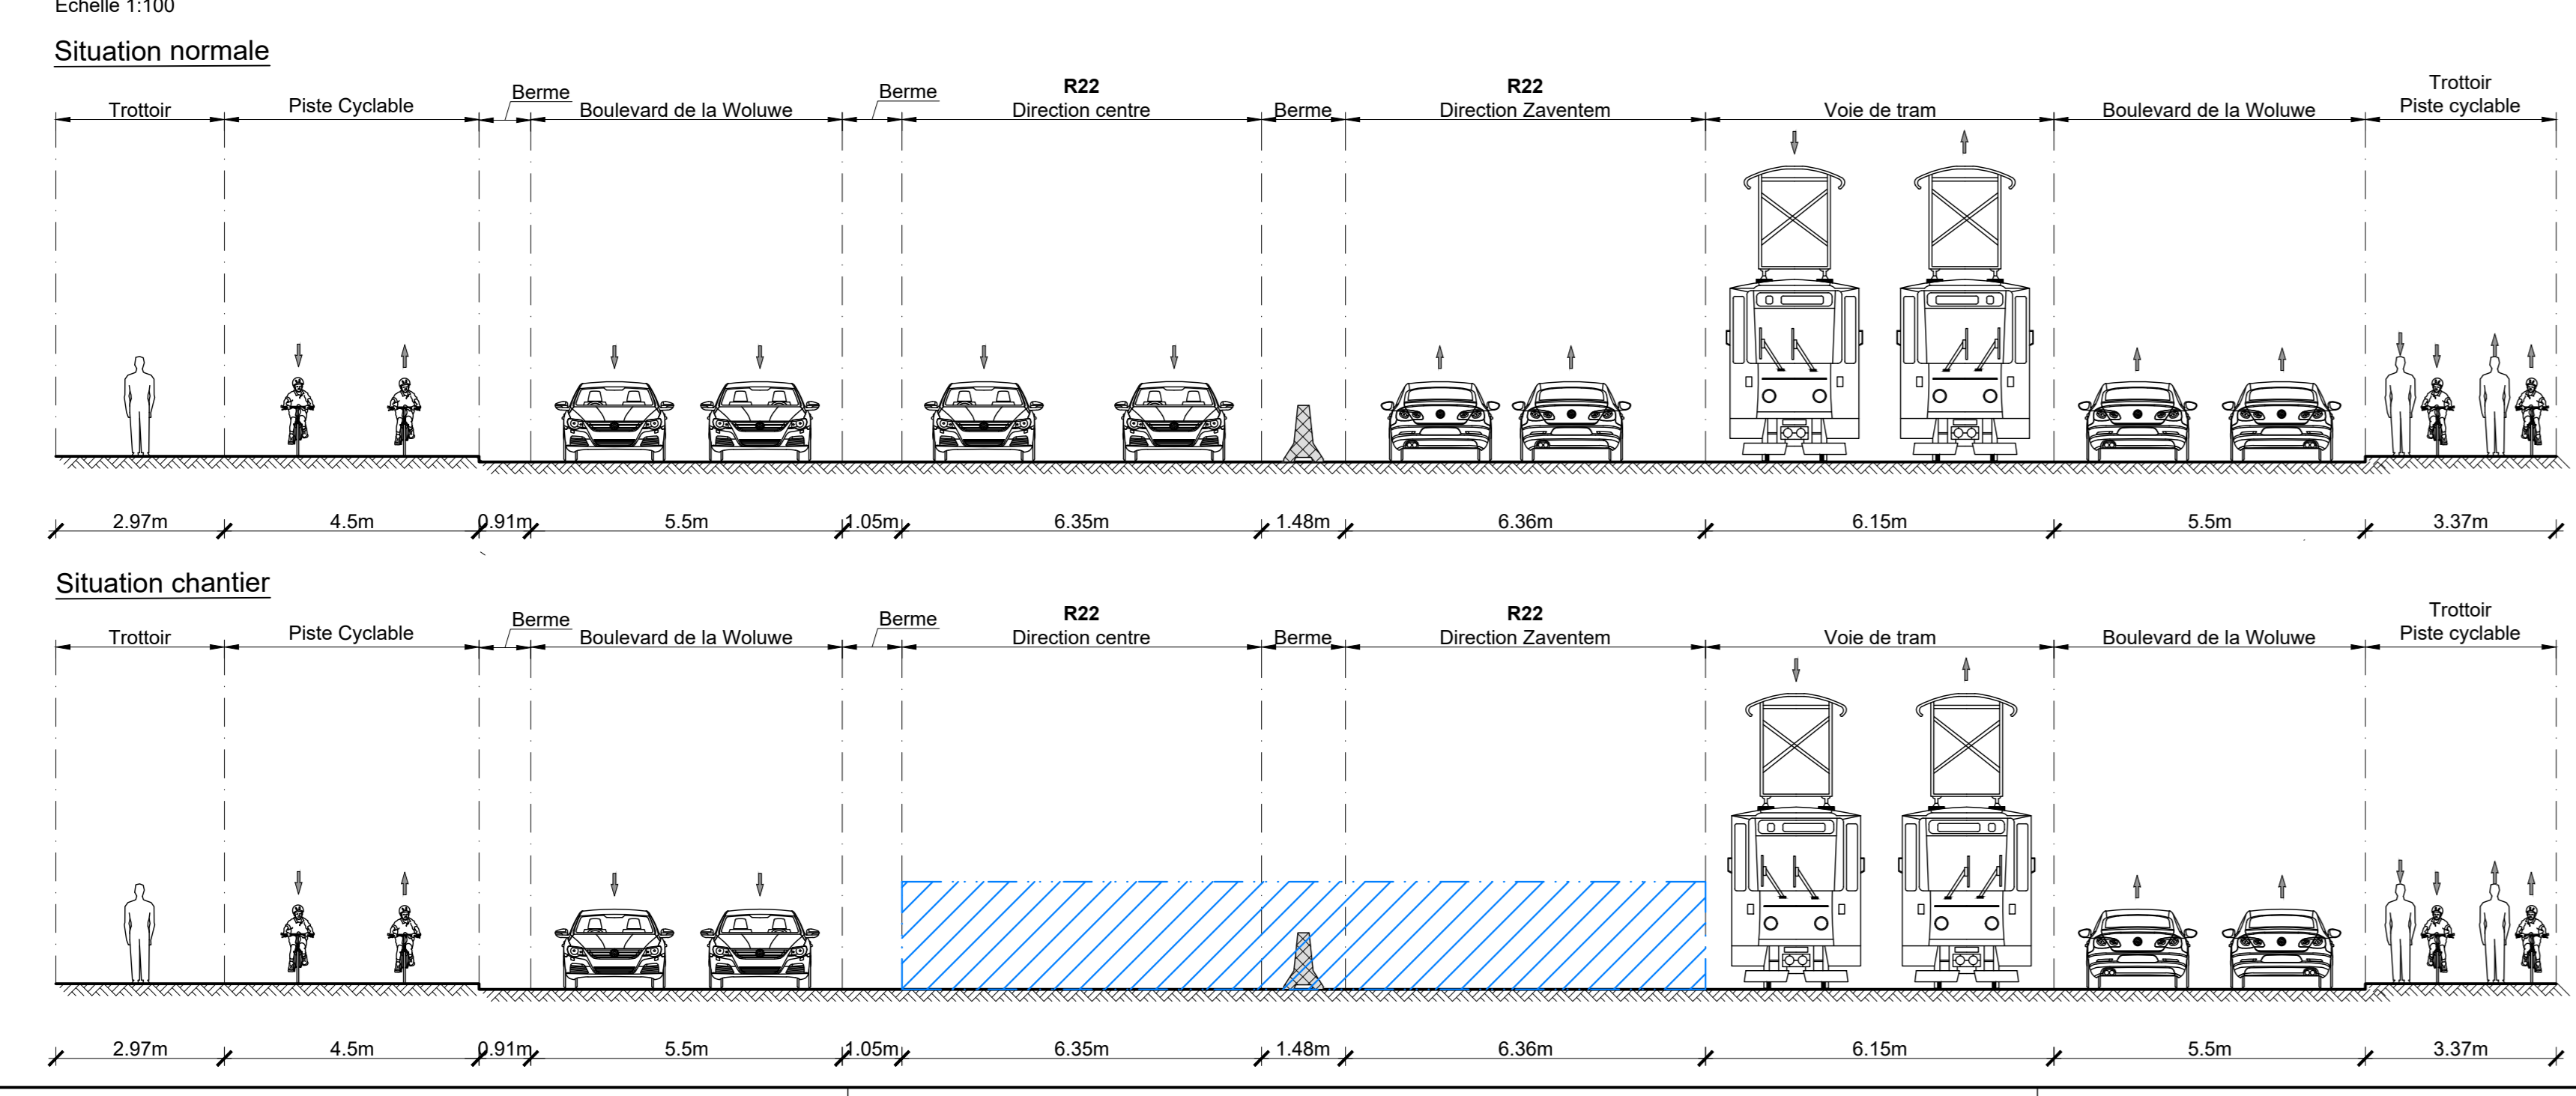 Echelle 1:100
Situation normale
Trottoir
Piste Cyclable
Berme
Boulevard de la Woluwe
Berme
R22
Direction centre
Berme
R22
Direction Zaventem
Voie de tram
Boulevard de la Woluwe
Trottoir
Piste cyclable
2.97m
4.5m
0.91m
5.5m
1.05m
6.35m
1.48m
6.36m
6.15m
5.5m
3.37m
Situation chantier
Trottoir
Piste Cyclable
Berme
Boulevard de la Woluwe
Berme
R22
Direction centre
Berme
R22
Direction Zaventem
Voie de tram
Boulevard de la Woluwe
Trottoir
Piste cyclable
2.97m
4.5m
0.91m
5.5m
1.05m
6.35m
1.48m
6.36m
6.15m
5.5m
3.37m